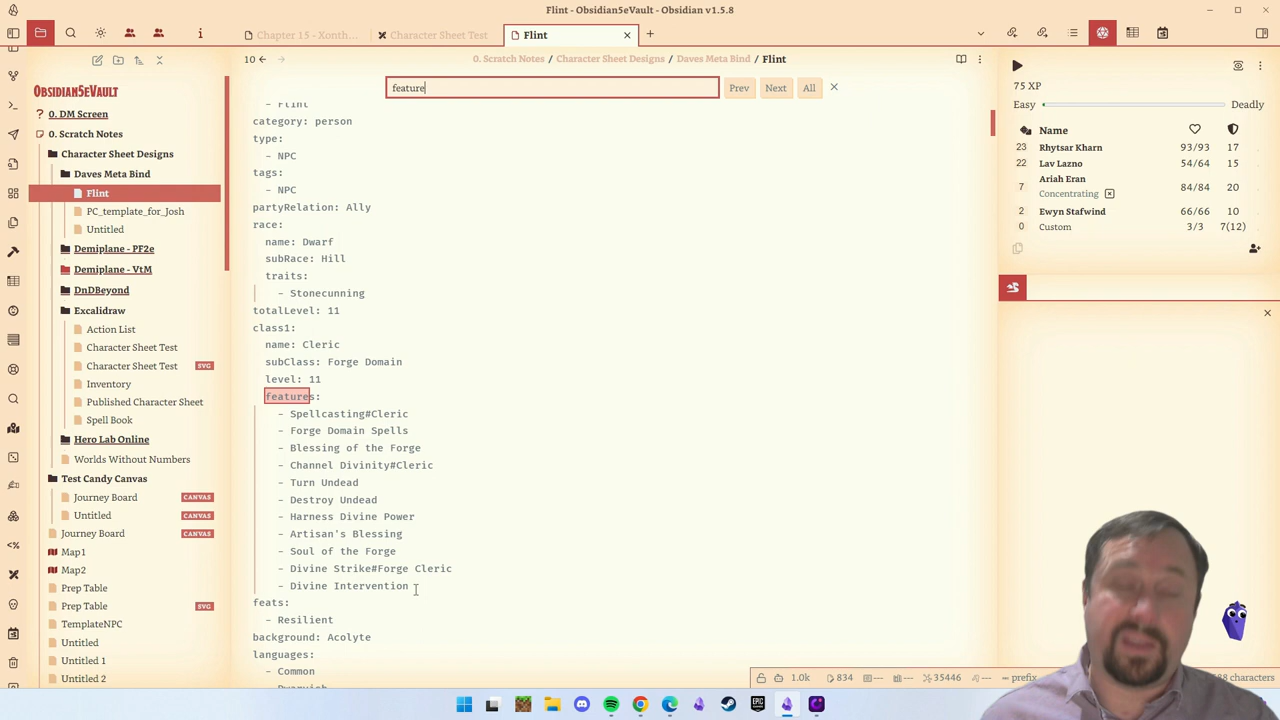 Flint - Obsidian5eVault - Obsidian v1.5.8
Chapter 15 - Xonth...
Character Sheet Test
Flint
10
0. Scratch Notes / Character Sheet Designs / Daves Meta Bind / Flint
feature
Prev
Next
All
Obsidian5eVault
0. DM Screen
0. Scratch Notes
Character Sheet Designs
Daves Meta Bind
Flint
PC_template_for_Josh
Untitled
Demiplane - PF2e
Demiplane - VtM
DnDBeyond
Excalidraw
Action List
Character Sheet Test
Character Sheet Test SVG
Inventory
Published Character Sheet
Spell Book
Hero Lab Online
Worlds Without Numbers
Test Candy Canvas
Journey Board CANVAS
Untitled CANVAS
Journey Board CANVAS
Map1
Map2
Prep Table
Prep Table SVG
TemplateNPC
Untitled
Untitled 1
Untitled 2
- Flint
category: person
type:
- NPC
tags:
- NPC
partyRelation: Ally
race:
name: Dwarf
subRace: Hill
traits:
- Stonecunning
totalLevel: 11
class1:
name: Cleric
subClass: Forge Domain
level: 11
features:
- Spellcasting#Cleric
- Forge Domain Spells
- Blessing of the Forge
- Channel Divinity#Cleric
- Turn Undead
- Destroy Undead
- Harness Divine Power
- Artisan's Blessing
- Soul of the Forge
- Divine Strike#Forge Cleric
- Divine Intervention
feats:
- Resilient
background: Acolyte
languages:
- Common
- Dwarvish
75 XP
Easy
Deadly
Name
23 Rhytsar Kharn 93/93 17
22 Lav Lazno 54/64 15
7 Ariah Eran 84/84 20
Concentrating
2 Ewyn Stafwind 66/66 10
0 Custom 3/3 7(12)
1.0k
834
---
---
35446
---
prefix
characters